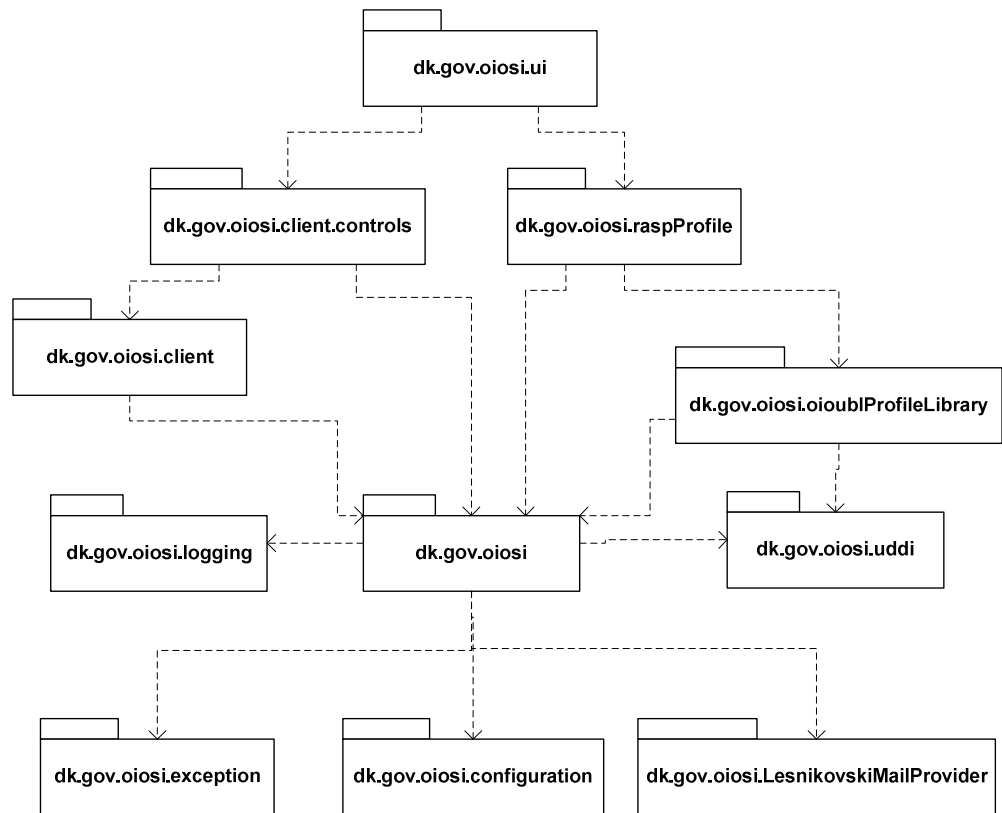 dk.gov.oiosi.ui
dk.gov.oiosi.client.controls
dk.gov.oiosi.raspProfile
dk.gov.oiosi.client
dk.gov.oiosi.oioublProfileLibrary
dk.gov.oiosi.logging
dk.gov.oiosi
dk.gov.oiosi.uddi
dk.gov.oiosi.exception
dk.gov.oiosi.configuration
dk.gov.oiosi.LesnikovskiMailProvider